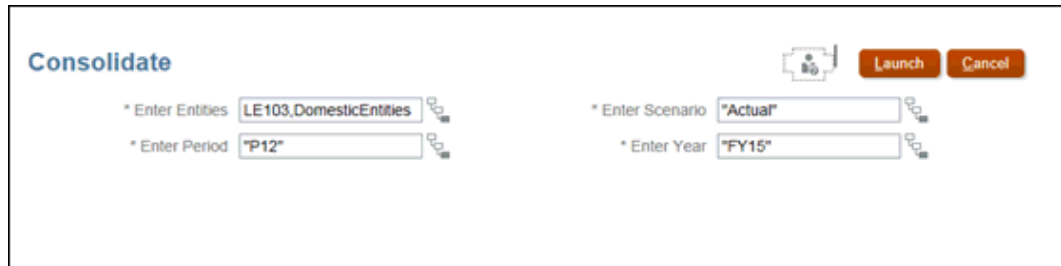 Consolidate
Launch Cancel
* Enter Entities LE103,DomesticEntities * Enter Scenario "Actual"
* Enter Period "P12" * Enter Year "FY15"